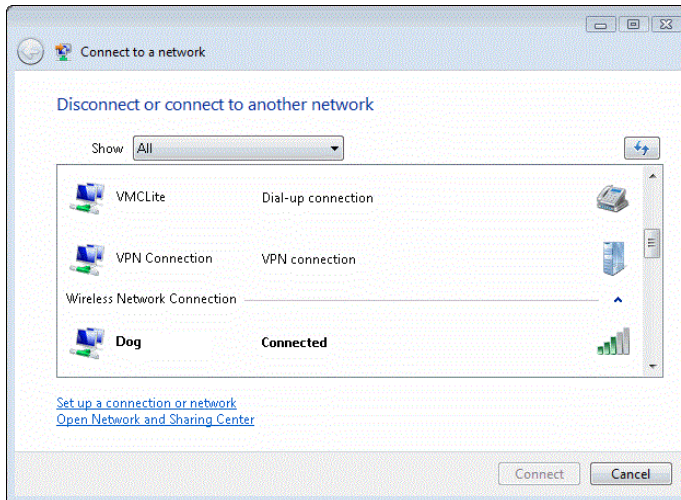 Connect to a network
Disconnect or connect to another network
Show All
VMCLite Dial-up connection
VPN Connection VPN connection
Wireless Network Connection
Dog Connected
Set up a connection or network
Open Network and Sharing Center
Connect Cancel